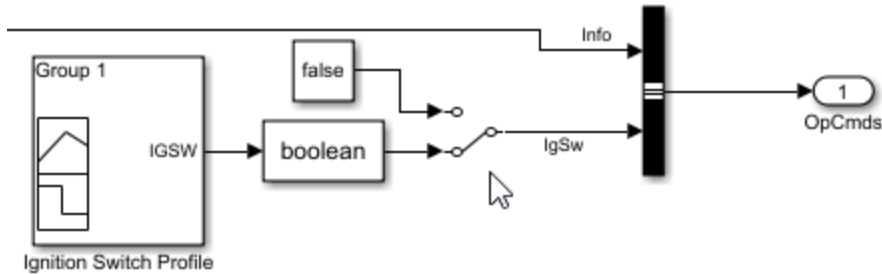 Info
Group 1
false
IGSW
boolean
IgSw
1
OpCmds
Ignition Switch Profile